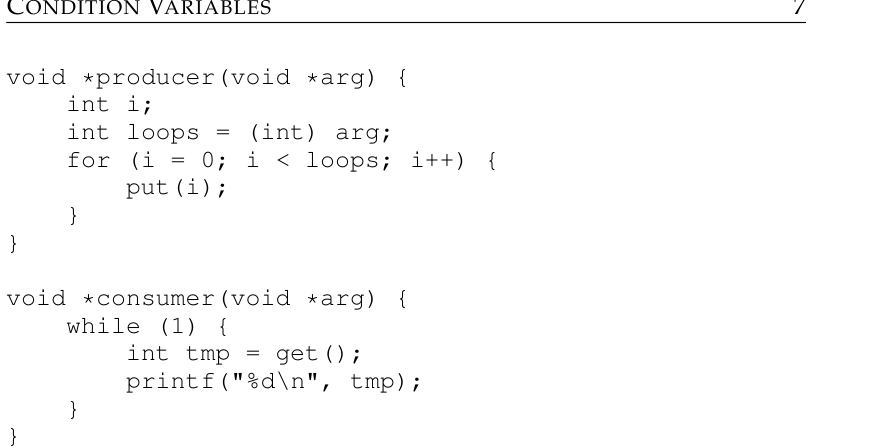 CONDITION VARIABLES 7
void *producer(void *arg) {
    int i;
    int loops = (int) arg;
    for (i = 0; i < loops; i++) {
        put(i);
    }
}

void *consumer(void *arg) {
    while (1) {
        int tmp = get();
        printf("%d\n", tmp);
    }
}